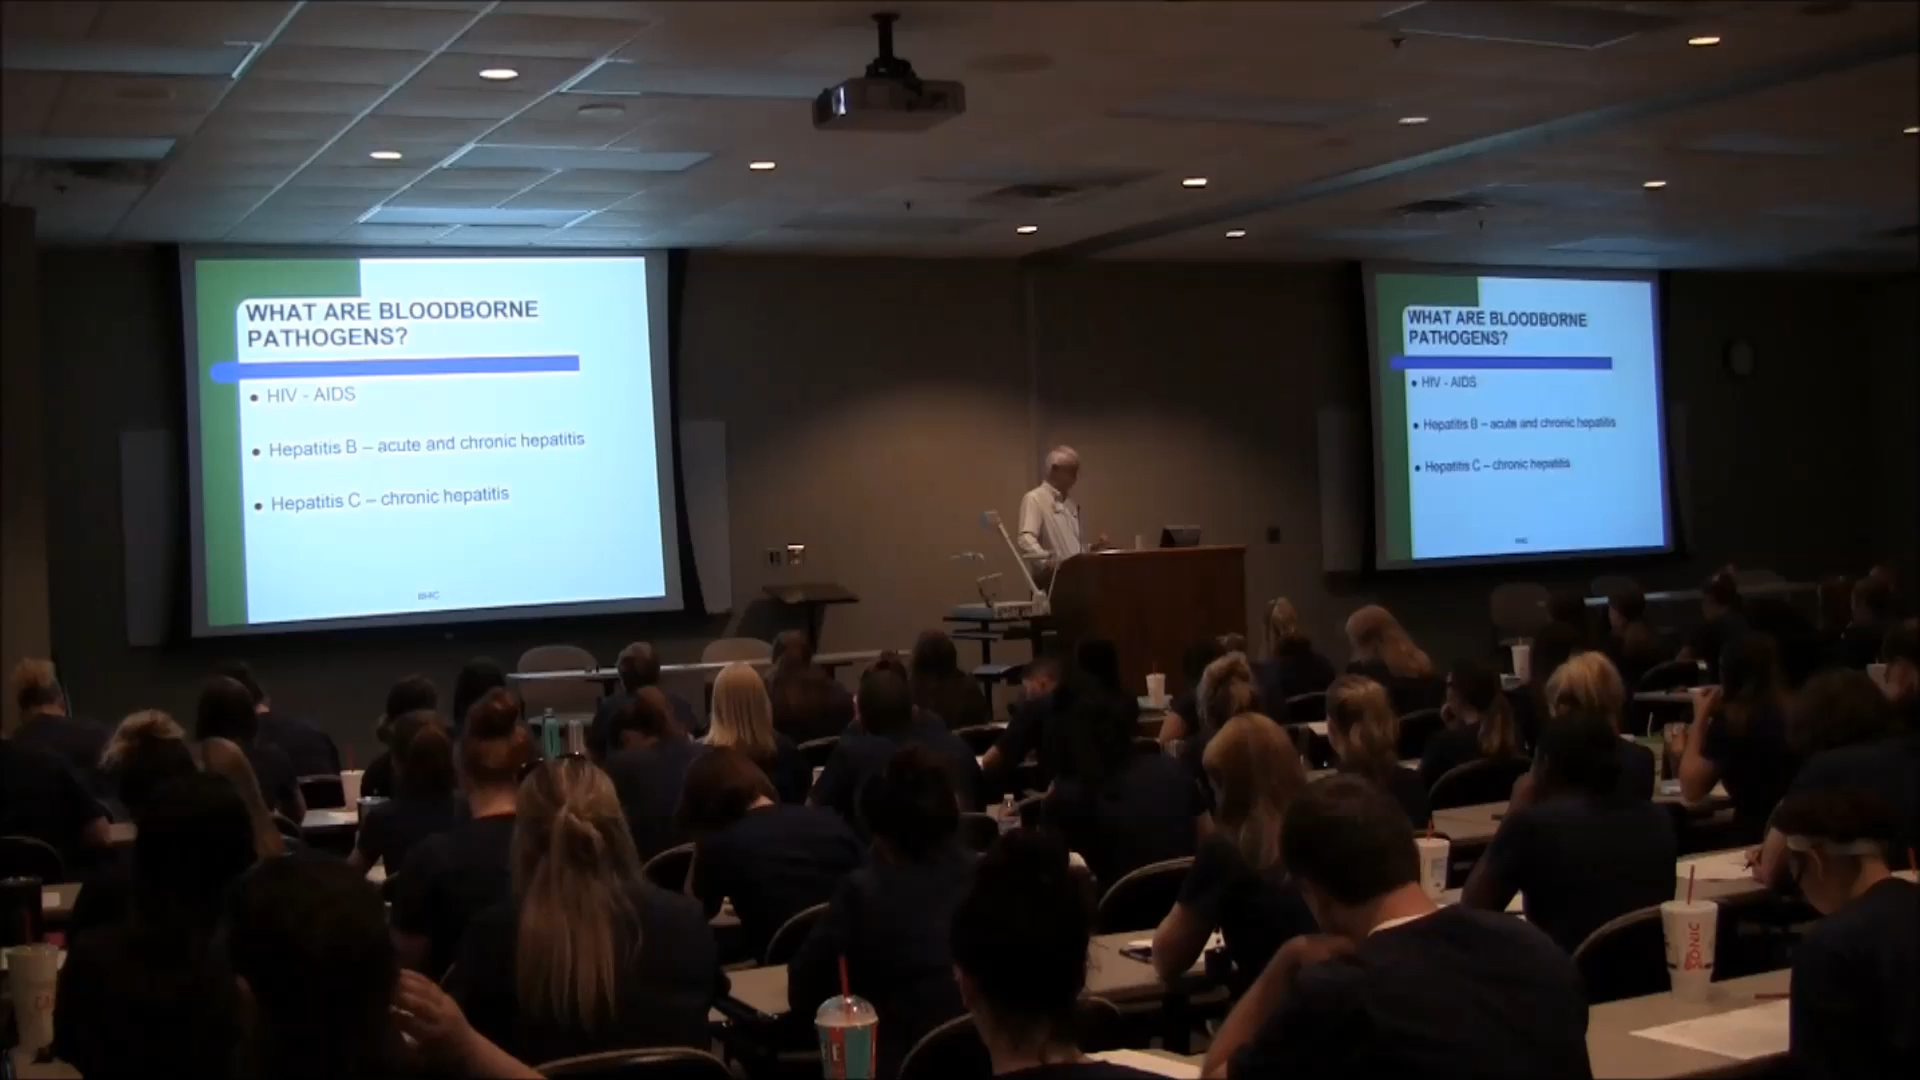 WHAT ARE BLOODBORNE
PATHOGENS?
• HIV - AIDS
• Hepatitis B – acute and chronic hepatitis
• Hepatitis C – chronic hepatitis
WHAT ARE BLOODBORNE
PATHOGENS?
• HIV - AIDS
• Hepatitis B – acute and chronic hepatitis
• Hepatitis C – chronic hepatitis
SONIC